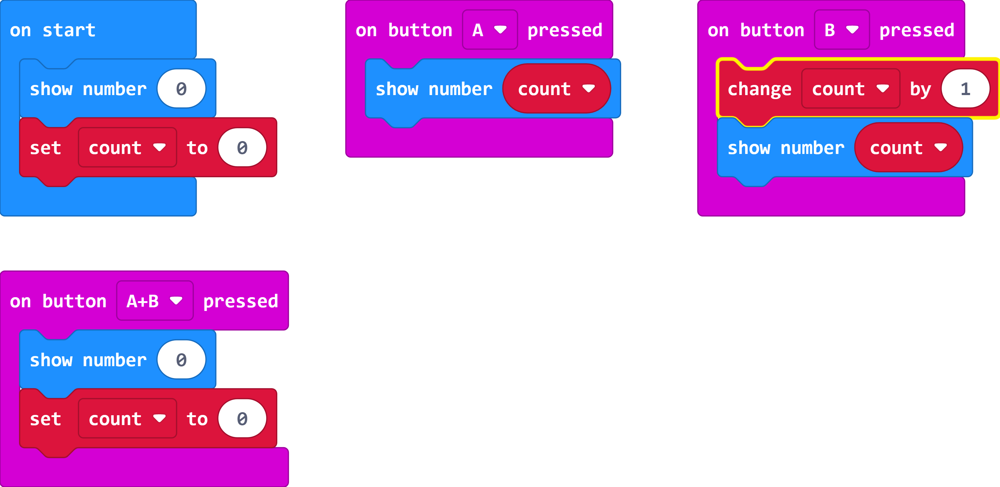 on start
show number 0
set count to 0
on button A pressed
show number count
on button B pressed
change count by 1
show number count
on button A+B pressed
show number 0
set count to 0